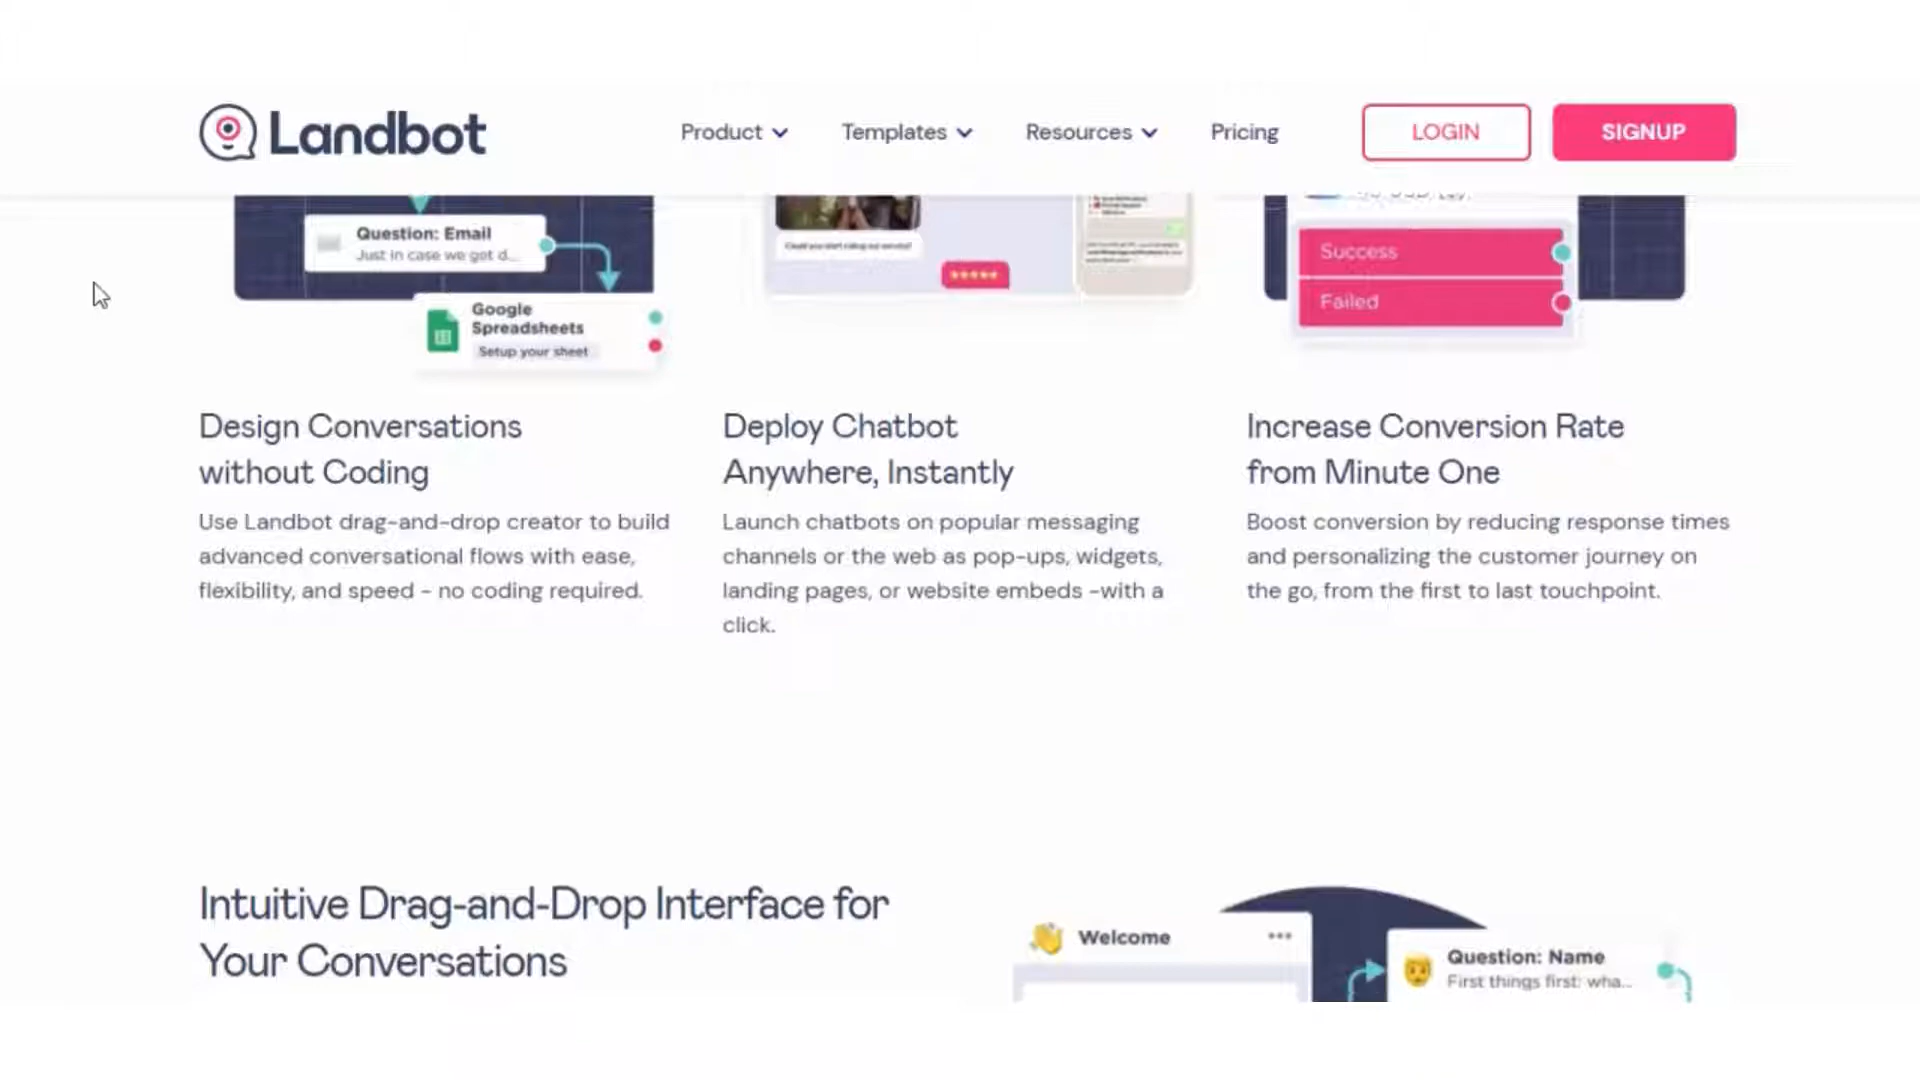 Landbot
Product Templates Resources Pricing LOGIN SIGNUP
Question: Email
Just in case we get d...
Google
Spreadsheets
Setup your sheet
Success
Failed
Design Conversations
without Coding
Use Landbot drag-and-drop creator to build
advanced conversational flows with ease,
flexibility, and speed - no coding required.
Deploy Chatbot
Anywhere, Instantly
Launch chatbots on popular messaging
channels or the web as pop-ups, widgets,
landing pages, or website embeds -with a
click.
Increase Conversion Rate
from Minute One
Boost conversion by reducing response times
and personalizing the customer journey on
the go, from the first to last touchpoint.
Intuitive Drag-and-Drop Interface for
Your Conversations
Welcome
Question: Name
First things first: wha...